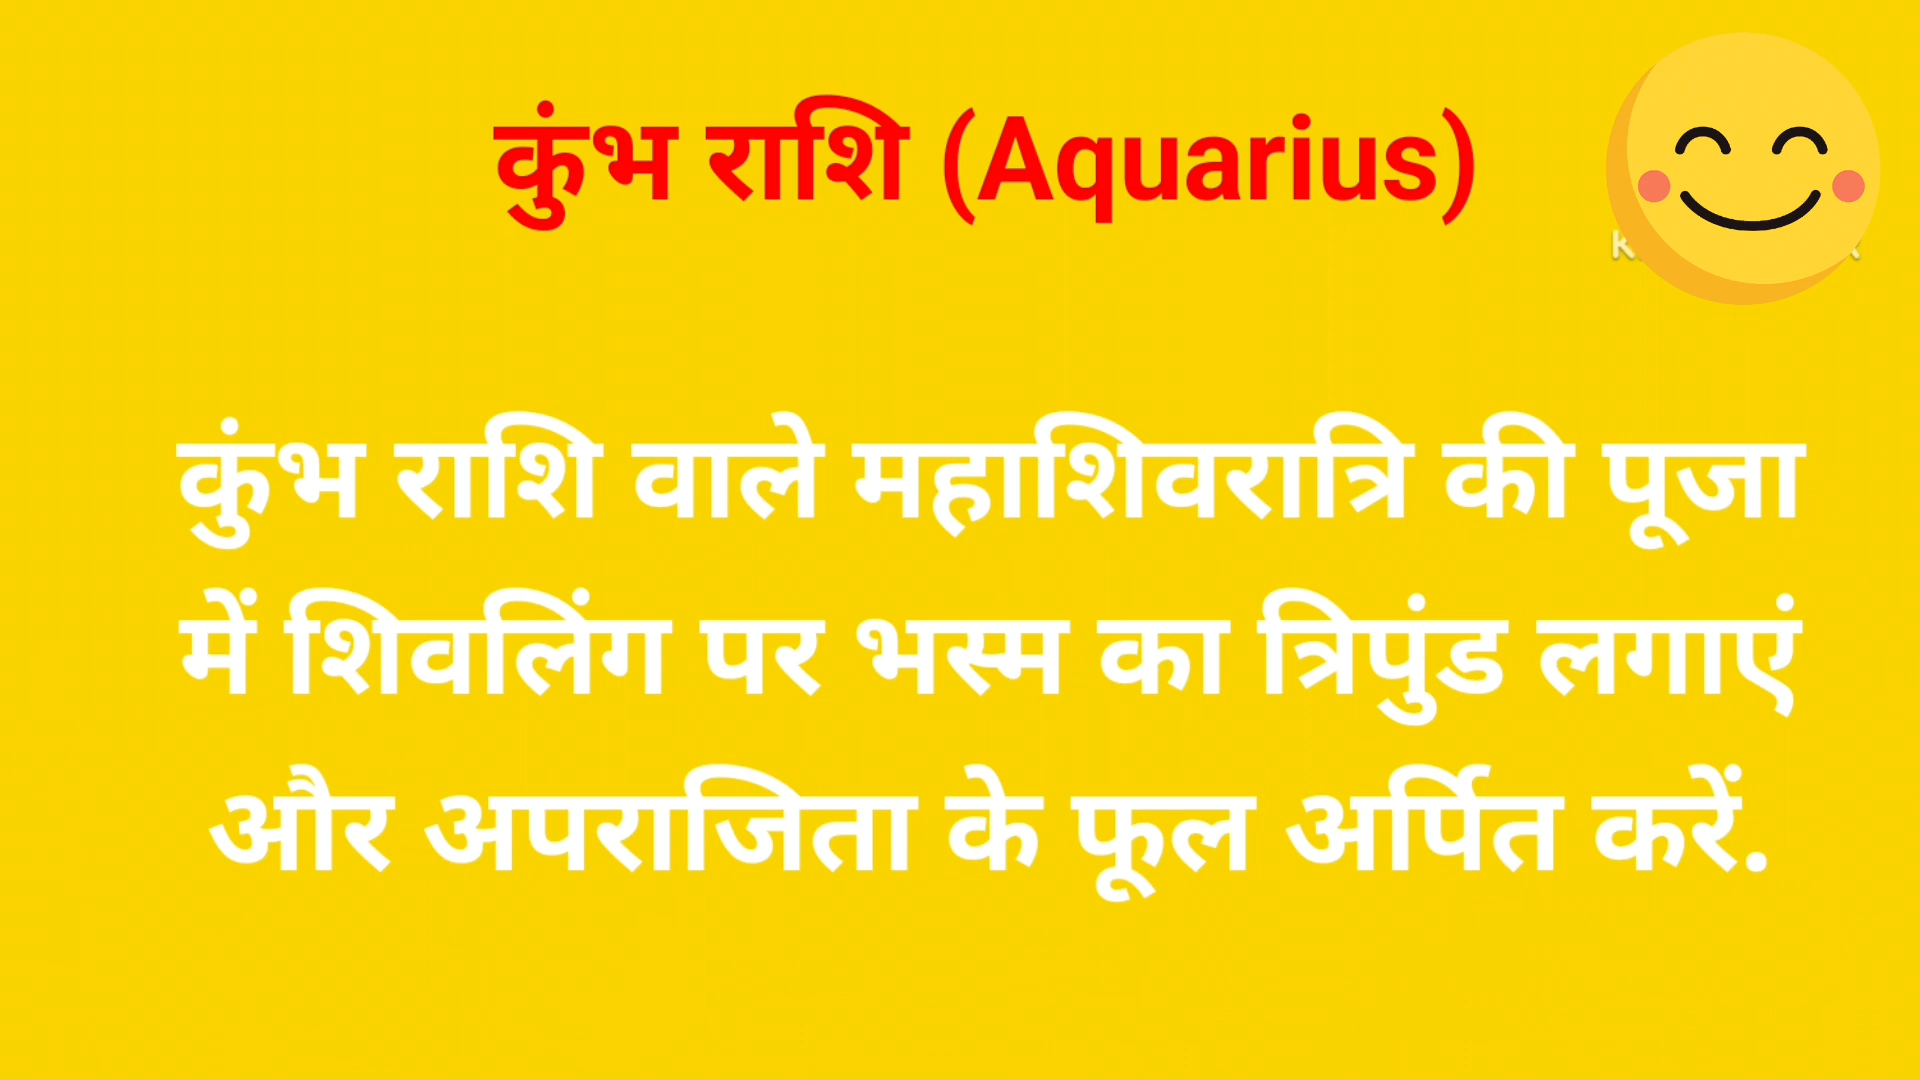 कुंभ राशि (Aquarius)
कुंभ राशि वाले महाशिवरात्रि की पूजा
में शिवलिंग पर भस्म का त्रिपुंड लगाएं
और अपराजिता के फूल अर्पित करें.